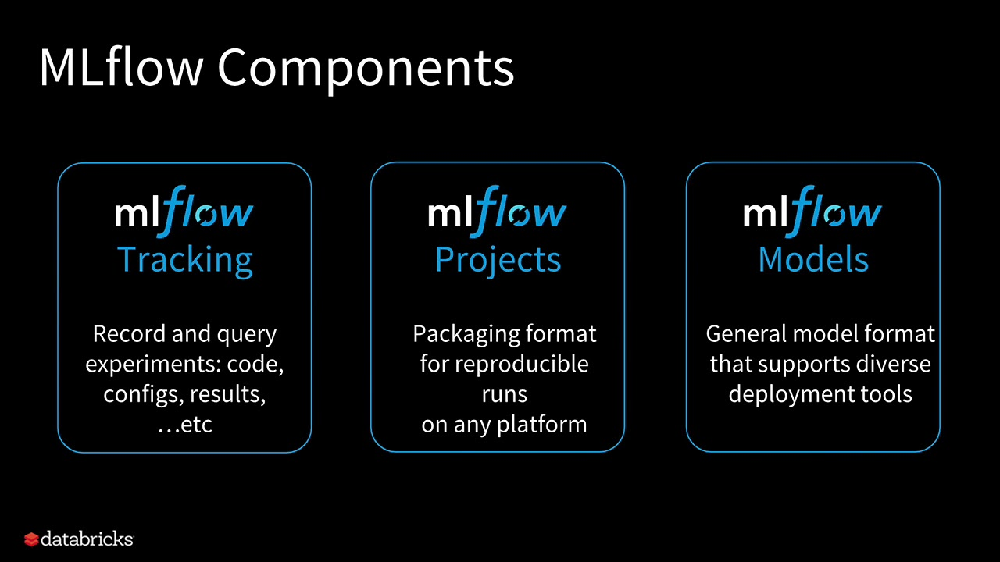 MLflow Components
mlflow
Tracking
Record and query
experiments: code,
configs, results,
…etc
mlflow
Projects
Packaging format
for reproducible
runs
on any platform
mlflow
Models
General model format
that supports diverse
deployment tools
databricks